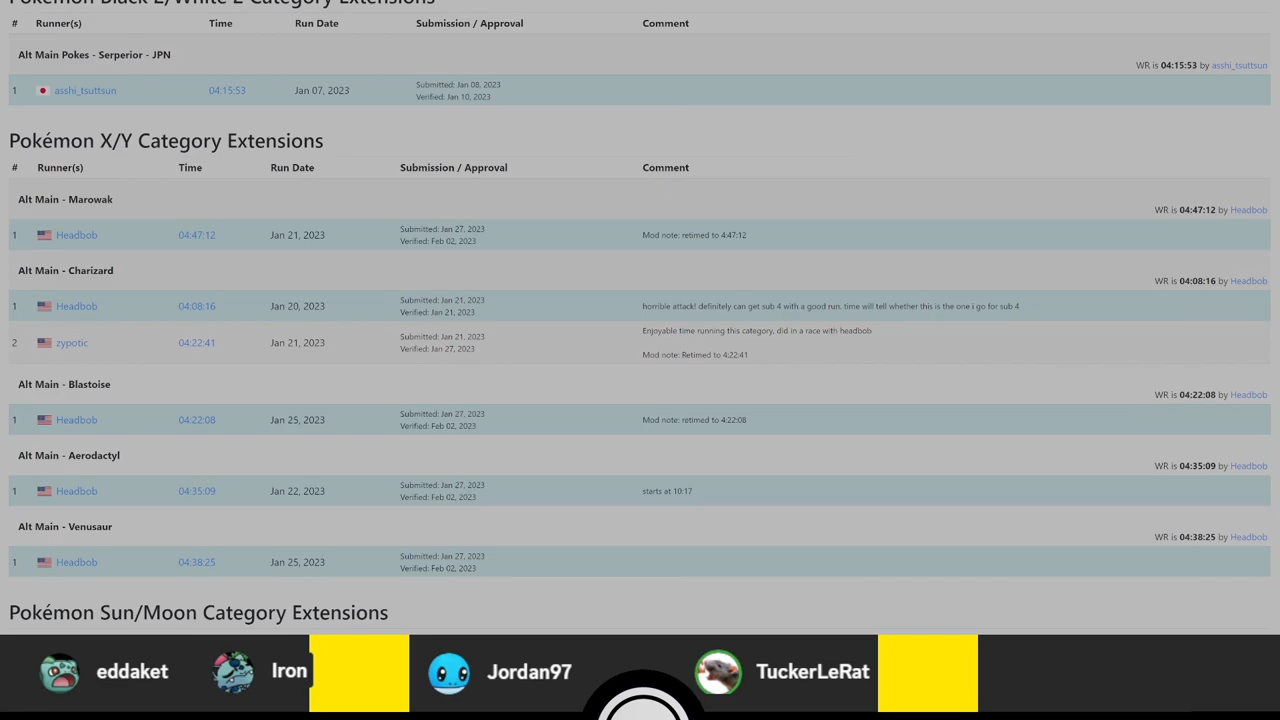 Pokémon Black 2/White 2 Category Extensions
# Runner(s) Time Run Date Submission / Approval Comment
Alt Main Pokes - Serperior - JPN
WR is 04:15:53 by asshi_tsuttsun
1 asshi_tsuttsun 04:15:53 Jan 07, 2023 Submitted: Jan 08, 2023
Verified: Jan 10, 2023
Pokémon X/Y Category Extensions
# Runner(s) Time Run Date Submission / Approval Comment
Alt Main - Marowak
WR is 04:47:12 by Headbob
1 Headbob 04:47:12 Jan 21, 2023 Submitted: Jan 27, 2023 Mod note: retimed to 4:47:12
Verified: Feb 02, 2023
Alt Main - Charizard
WR is 04:08:16 by Headbob
1 Headbob 04:08:16 Jan 20, 2023 Submitted: Jan 21, 2023 horrible attack! definitely can get sub 4 with a good run. time will tell whether this is the one i go for sub 4
Verified: Jan 21, 2023
2 zypotic 04:22:41 Jan 21, 2023 Submitted: Jan 21, 2023 Enjoyable time running this category, did in a race with headbob
Verified: Jan 27, 2023 Mod note: Retimed to 4:22:41
Alt Main - Blastoise
WR is 04:22:08 by Headbob
1 Headbob 04:22:08 Jan 25, 2023 Submitted: Jan 27, 2023 Mod note: retimed to 4:22:08
Verified: Feb 02, 2023
Alt Main - Aerodactyl
WR is 04:35:09 by Headbob
1 Headbob 04:35:09 Jan 22, 2023 Submitted: Jan 27, 2023 starts at 10:17
Verified: Feb 02, 2023
Alt Main - Venusaur
WR is 04:38:25 by Headbob
1 Headbob 04:38:25 Jan 25, 2023 Submitted: Jan 27, 2023
Verified: Feb 02, 2023
Pokémon Sun/Moon Category Extensions
eddaket Iron Jordan97 TuckerLeRat